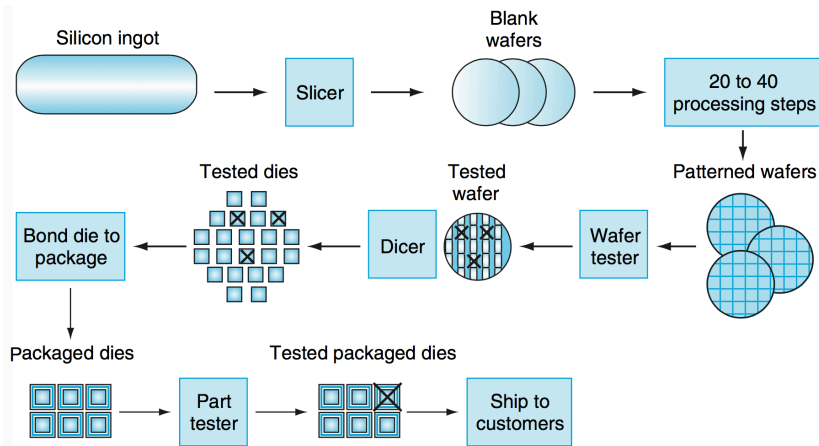 Silicon ingot
Slicer
Blank
wafers
20 to 40
processing steps
Patterned wafers
Wafer
tester
Tested
wafer
Dicer
Tested dies
Bond die to
package
Packaged dies
Part
tester
Tested packaged dies
Ship to
customers